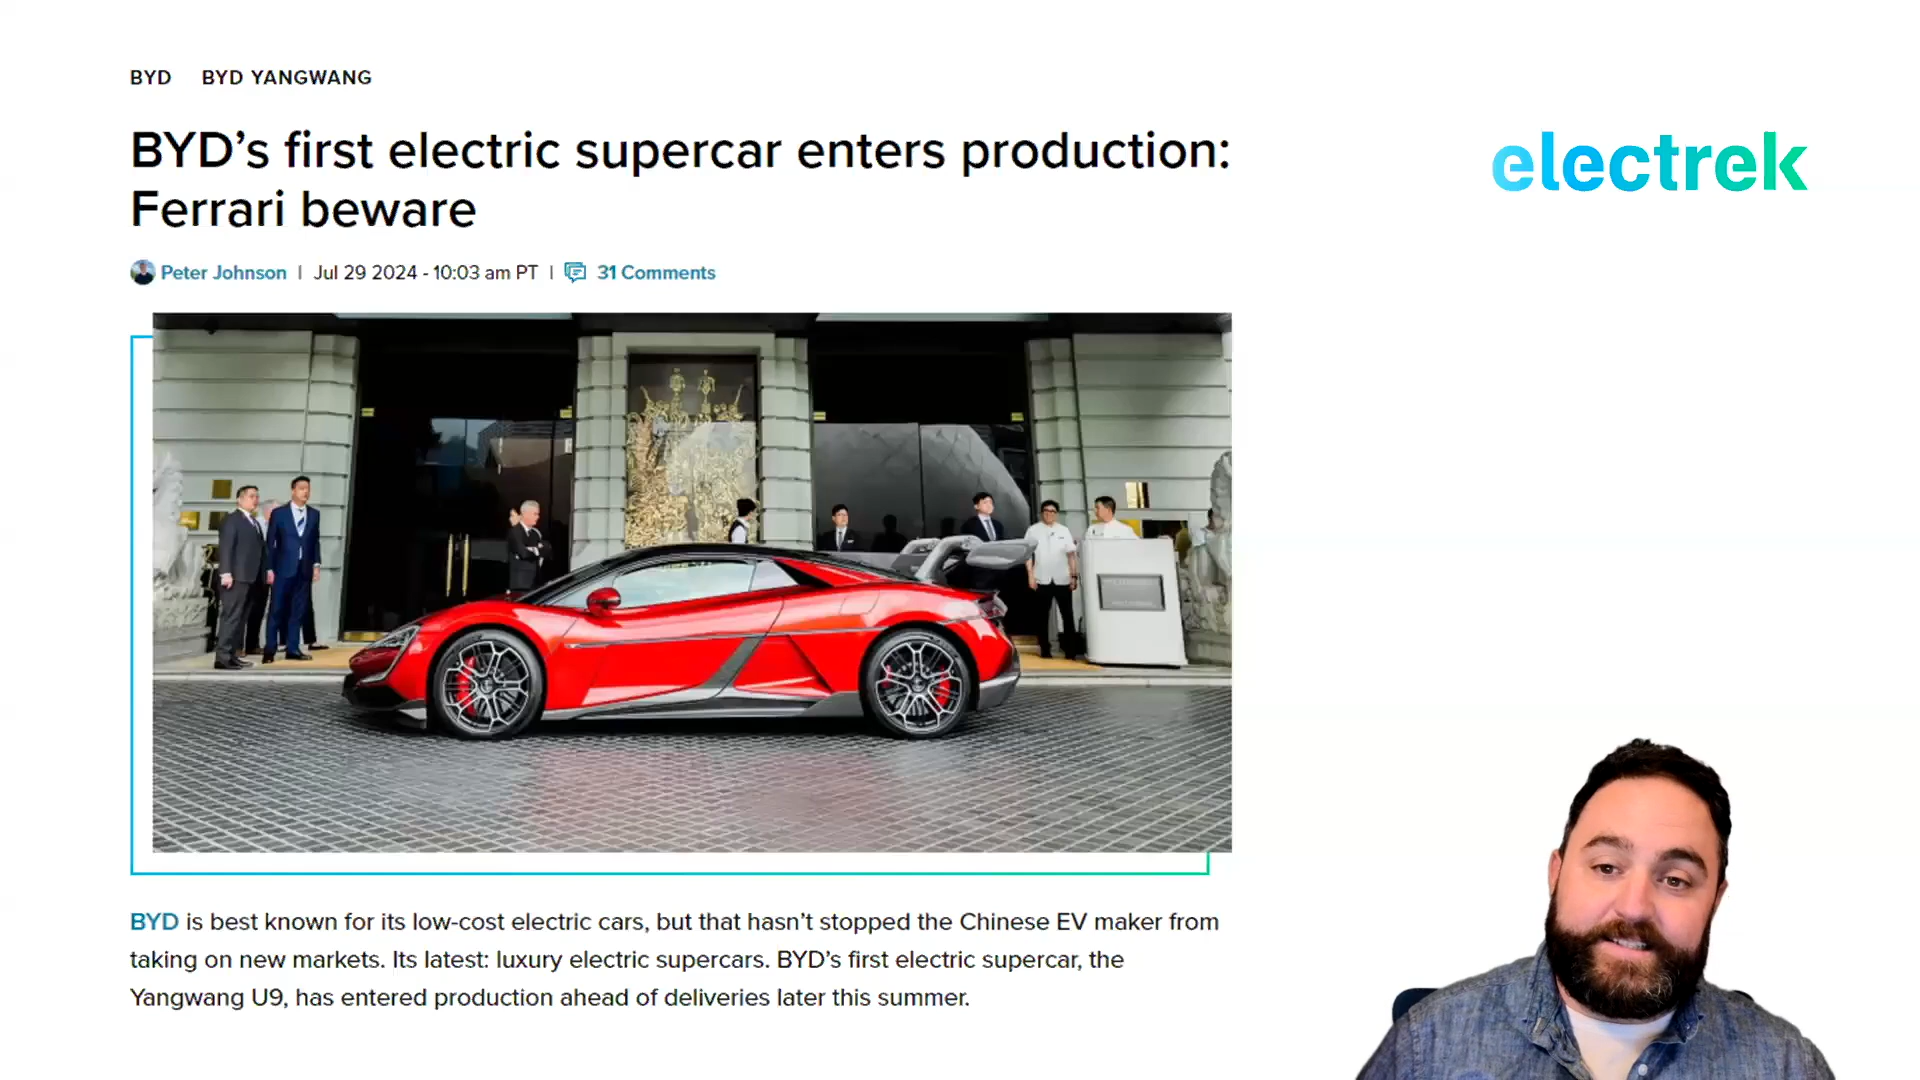 BYD BYD YANGWANG
BYD’s first electric supercar enters production:
Ferrari beware
electrek
Peter Johnson | Jul 29 2024 - 10:03 am PT | 31 Comments
BYD is best known for its low-cost electric cars, but that hasn’t stopped the Chinese EV maker from
taking on new markets. Its latest: luxury electric supercars. BYD’s first electric supercar, the
Yangwang U9, has entered production ahead of deliveries later this summer.